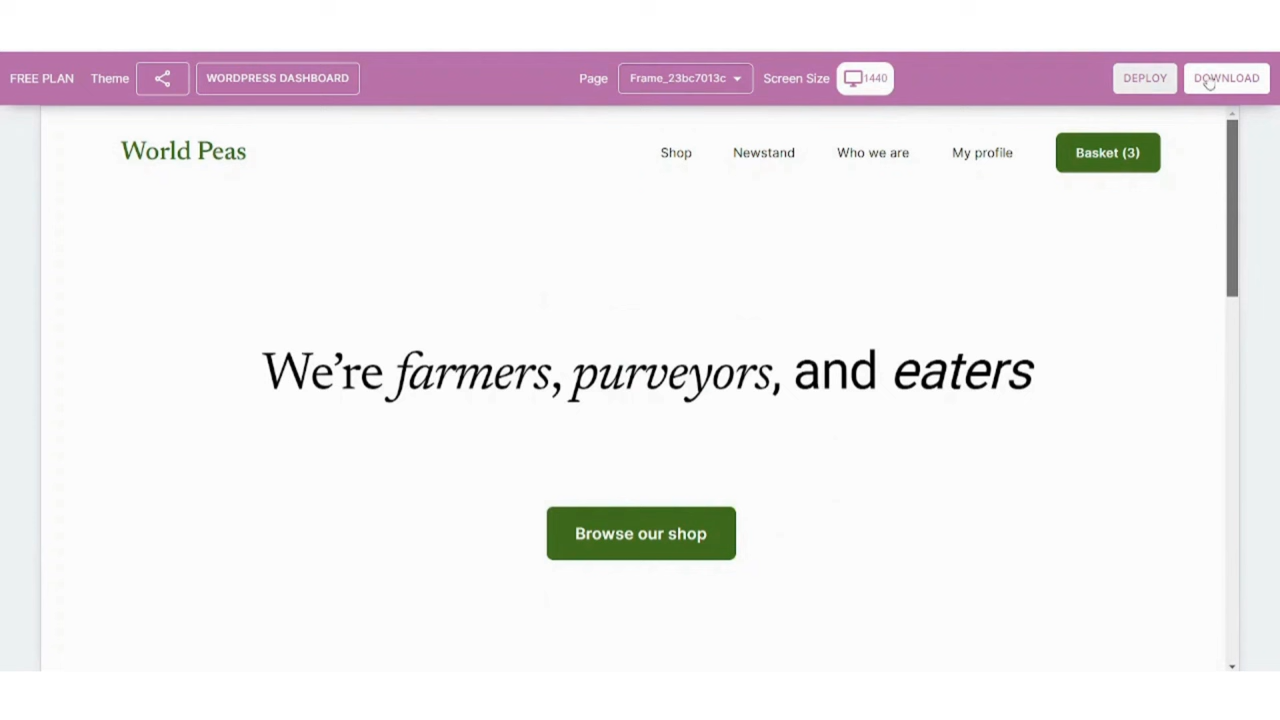 FREE PLAN Theme WORDPRESS DASHBOARD Page Frame_23bc7013c Screen Size 1440 DEPLOY DOWNLOAD
World Peas Shop Newstand Who we are My profile Basket (3)
We’re farmers, purveyors, and eaters
Browse our shop